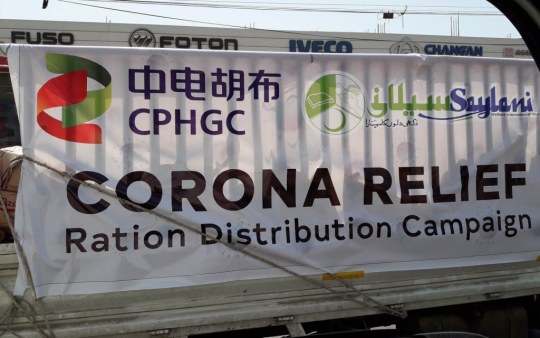 FUSO FOTON IVECO CHANGAN
中电胡布
CPHGC
سیلانی Saylani
CORONA RELIEF
Ration Distribution Campaign